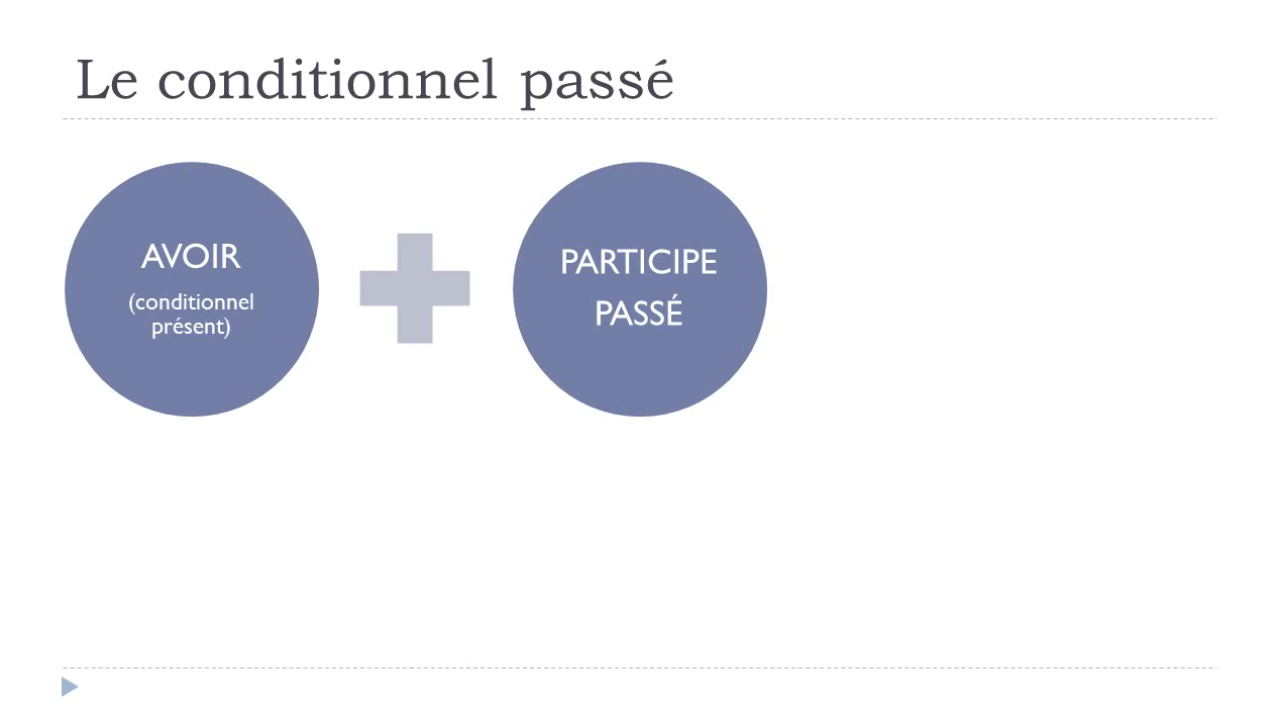 Le conditionnel passé
AVOIR
(conditionnel
présent)
PARTICIPE
PASSÉ